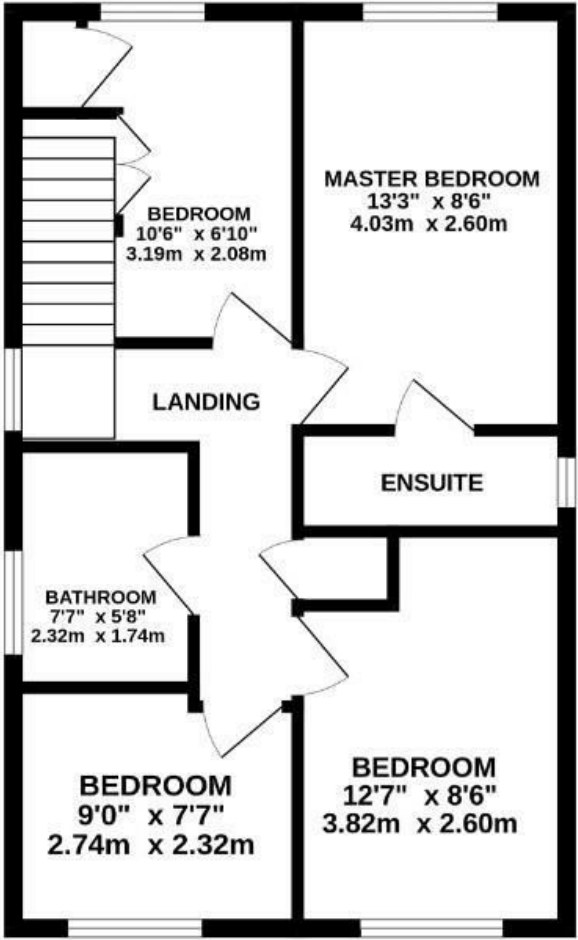 MASTER BEDROOM
13'3" x 8'6"
4.03m x 2.60m
BEDROOM
10'6" x 6'10"
3.19m x 2.08m
LANDING
ENSUITE
BATHROOM
7'7" x 5'8"
2.32m x 1.74m
BEDROOM
12'7" x 8'6"
3.82m x 2.60m
BEDROOM
9'0" x 7'7"
2.74m x 2.32m